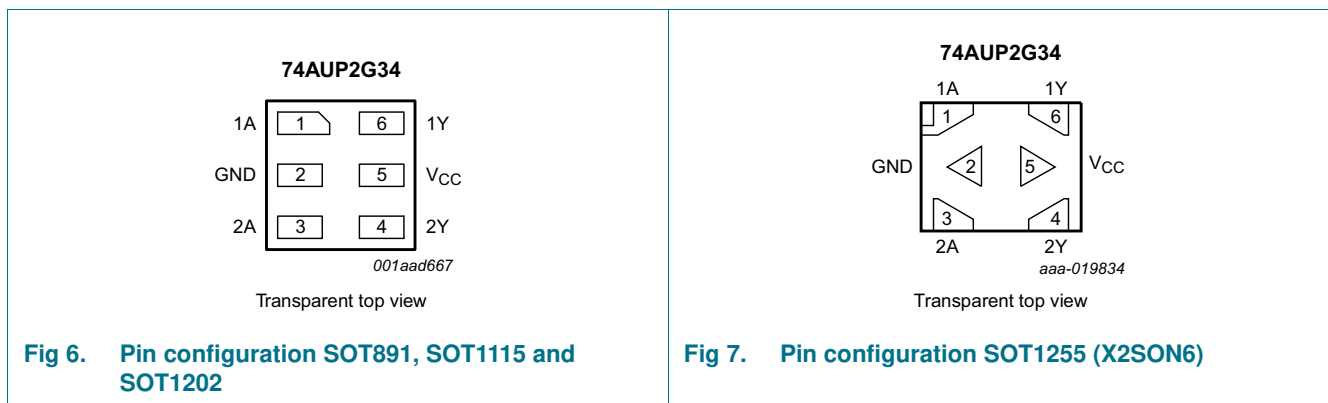 74AUP2G34
1A 1 6 1Y
GND 2 5 VCC
2A 3 4 2Y
001aad667
Transparent top view
Fig 6. Pin configuration SOT891, SOT1115 and
SOT1202
74AUP2G34
1A 1Y
1 6
GND 2 5 VCC
3 4
2A 2Y
aaa-019834
Transparent top view
Fig 7. Pin configuration SOT1255 (X2SON6)